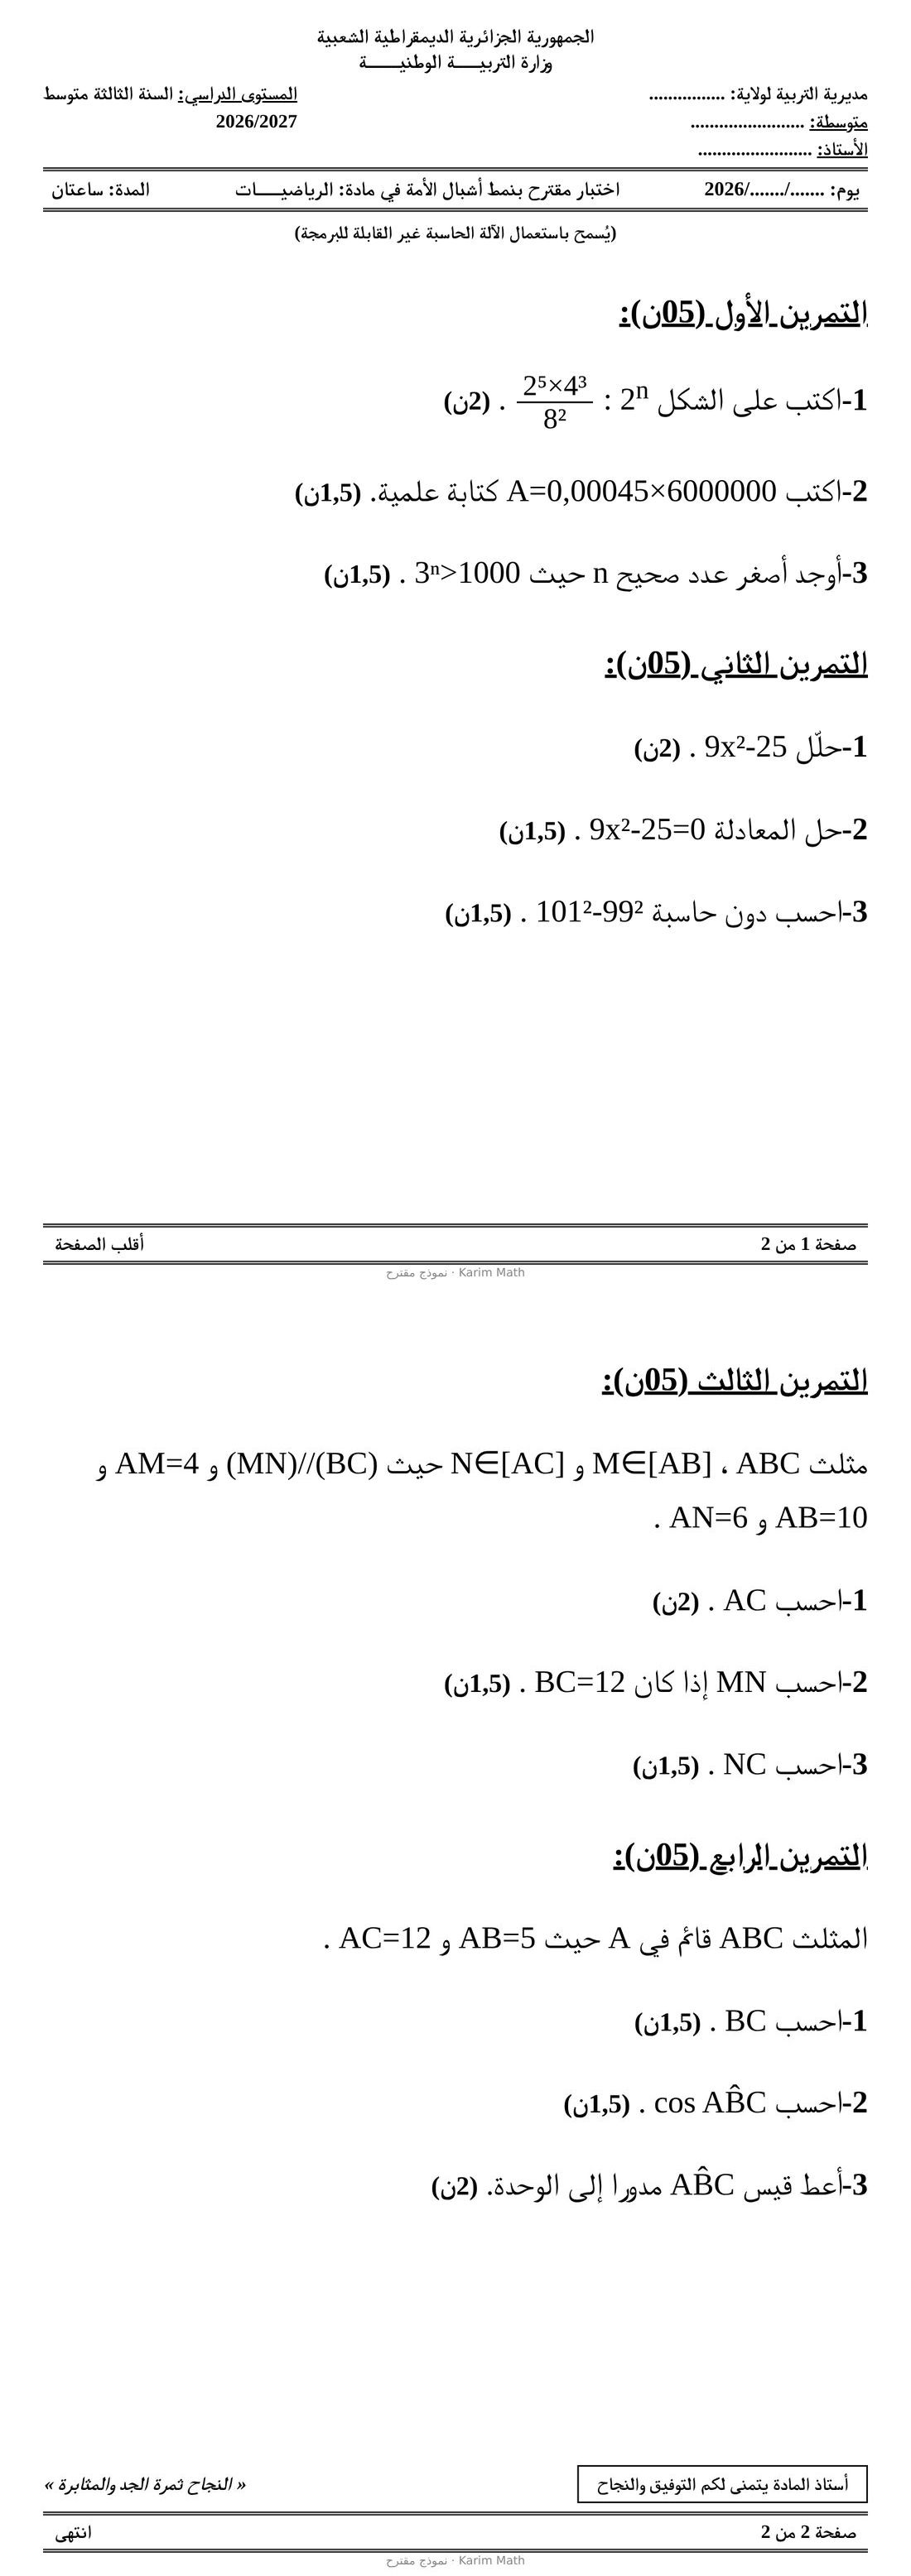 الجمهورية الجزائرية الديمقراطية الشعبية
وزارة التربيـــــة الوطنيــــــة
مديرية التربية لولاية: ................
المستوى الدراسي: السنة الثالثة متوسط
متوسطة: ........................
2026/2027
الأستاذ: ........................
يوم: ......./......./2026
اختبار مقترح بنمط أشبال الأمة في مادة: الرياضيـــــات
المدة: ساعتان
(يُسمح باستعمال الآلة الحاسبة غير القابلة للبرمجة)
التمرين الأول (05ن):
1-اكتب على الشكل 2ⁿ : (2⁵×4³)/8² . (2ن)
2-اكتب A=0,00045×6000000 كتابة علمية. (1,5ن)
3-أوجد أصغر عدد صحيح n حيث 3ⁿ>1000 . (1,5ن)
التمرين الثاني (05ن):
1-حلّل 9x²-25 . (2ن)
2-حل المعادلة 9x²-25=0 . (1,5ن)
3-احسب دون حاسبة 101²-99² . (1,5ن)
صفحة 1 من 2
أقلب الصفحة
نموذج مقترح · Karim Math
التمرين الثالث (05ن):
مثلث ABC ، M∈[AB] و N∈[AC] حيث (MN)//(BC) و AM=4 و
AB=10 و AN=6 .
1-احسب AC . (2ن)
2-احسب MN إذا كان BC=12 . (1,5ن)
3-احسب NC . (1,5ن)
التمرين الرابع (05ن):
المثلث ABC قائم في A حيث AB=5 و AC=12 .
1-احسب BC . (1,5ن)
2-احسب cos AB̂C . (1,5ن)
3-أعط قيس AB̂C مدورا إلى الوحدة. (2ن)
أستاذ المادة يتمنى لكم التوفيق والنجاح
« النجاح ثمرة الجد والمثابرة »
صفحة 2 من 2
انتهى
نموذج مقترح · Karim Math